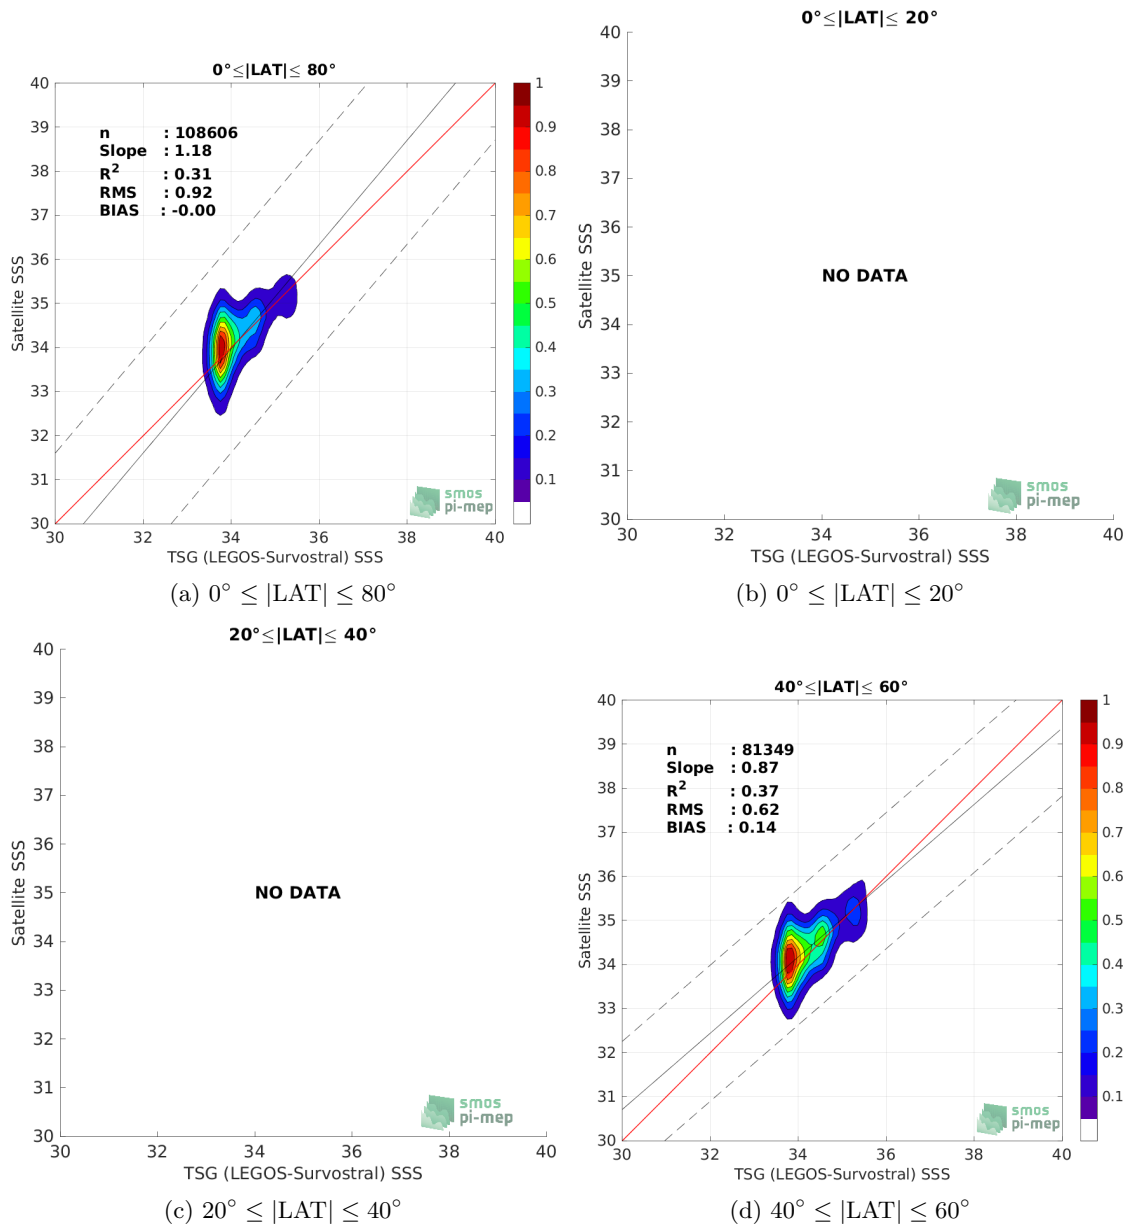 0°≤|LAT|≤ 80°
40
39
38
37
36
35
34
33
32
31
30
Satellite SSS
n : 108606
Slope : 1.18
R² : 0.31
RMS : 0.92
BIAS : -0.00
smos
pi-mep
30 32 34 36 38 40
TSG (LEGOS-Survostral) SSS
1
0.9
0.8
0.7
0.6
0.5
0.4
0.3
0.2
0.1
(a) 0° ≤ |LAT| ≤ 80°
0°≤|LAT|≤ 20°
40
39
38
37
36
35
34
33
32
31
30
Satellite SSS
NO DATA
smos
pi-mep
30 32 34 36 38 40
TSG (LEGOS-Survostral) SSS
(b) 0° ≤ |LAT| ≤ 20°
20°≤|LAT|≤ 40°
40
39
38
37
36
35
34
33
32
31
30
Satellite SSS
NO DATA
smos
pi-mep
30 32 34 36 38 40
TSG (LEGOS-Survostral) SSS
(c) 20° ≤ |LAT| ≤ 40°
40°≤|LAT|≤ 60°
40
39
38
37
36
35
34
33
32
31
30
Satellite SSS
n : 81349
Slope : 0.87
R² : 0.37
RMS : 0.62
BIAS : 0.14
smos
pi-mep
30 32 34 36 38 40
TSG (LEGOS-Survostral) SSS
1
0.9
0.8
0.7
0.6
0.5
0.4
0.3
0.2
0.1
(d) 40° ≤ |LAT| ≤ 60°